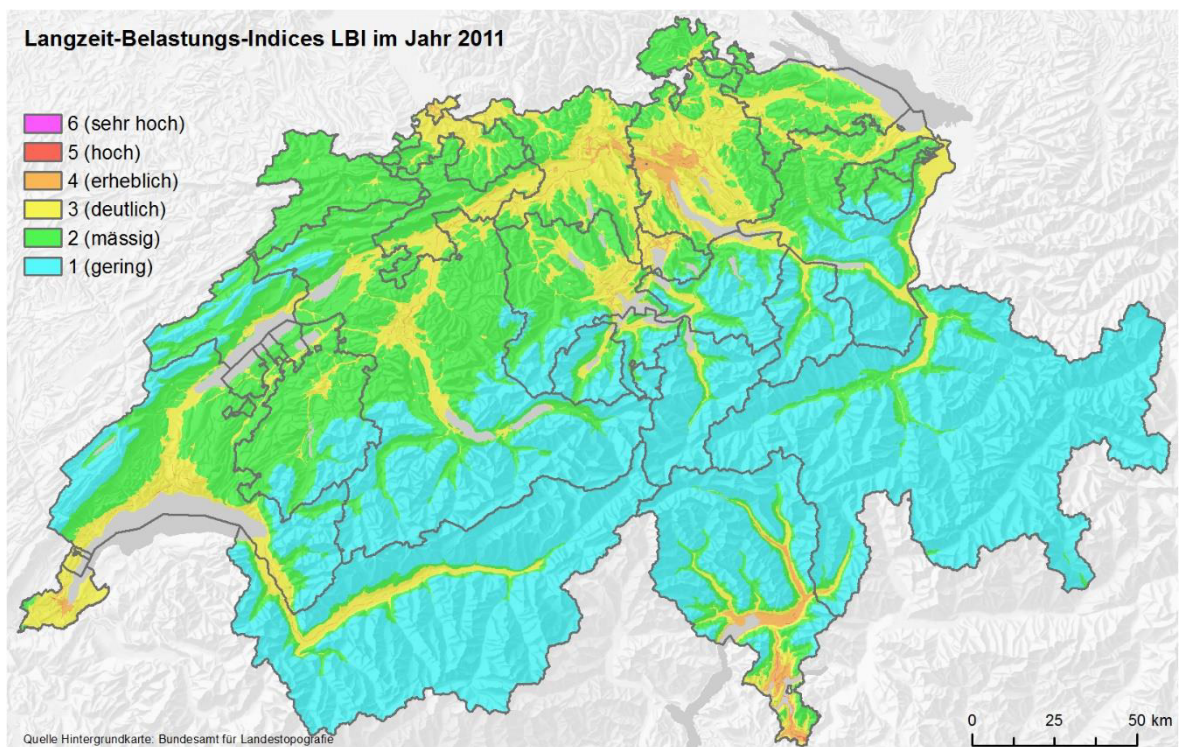 Langzeit-Belastungs-Indices LBI im Jahr 2011
6 (sehr hoch)
5 (hoch)
4 (erheblich)
3 (deutlich)
2 (mässig)
1 (gering)
Quelle Hintergrundkarte: Bundesamt für Landestopografie
0 25 50 km